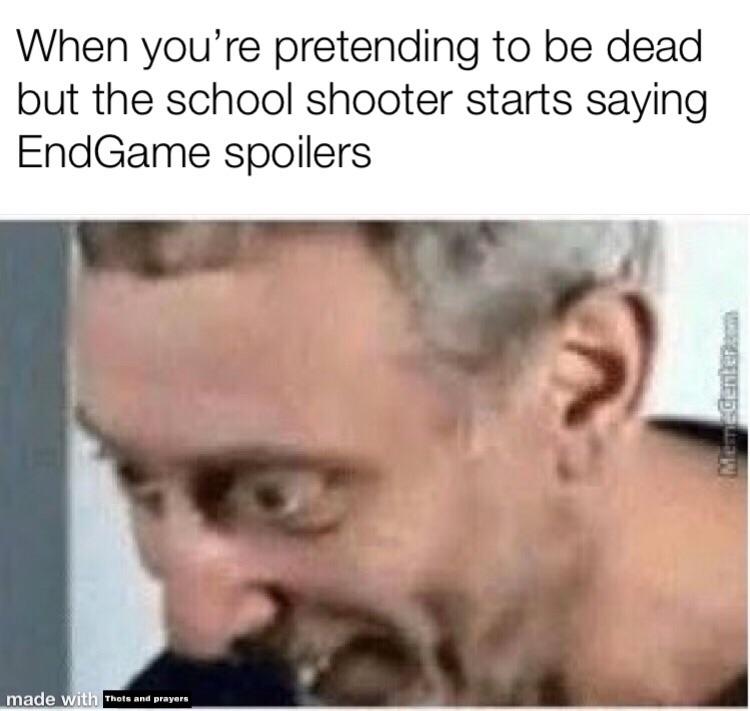 When you're pretending to be dead
but the school shooter starts saying
EndGame spoilers
MemeCenter.com
made with Thots and prayers